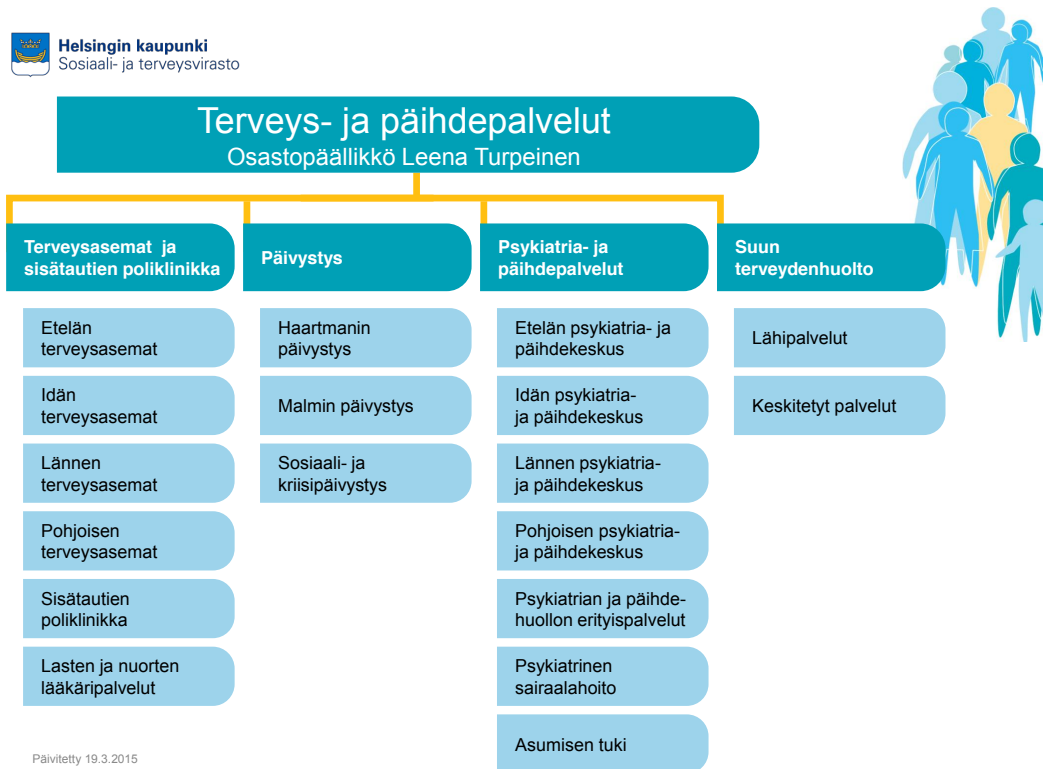 Helsingin kaupunki
Sosiaali- ja terveysvirasto
Terveys- ja päihdepalvelut
Osastopäällikkö Leena Turpeinen
Terveysasemat ja
sisätautien poliklinikka
Etelän
terveysasemat
Idän
terveysasemat
Lännen
terveysasemat
Pohjoisen
terveysasemat
Sisätautien
poliklinikka
Lasten ja nuorten
lääkäripalvelut
Päivystys
Haartmanin
päivystys
Malmin päivystys
Sosiaali- ja
kriisipäivystys
Psykiatria- ja
päihdepalvelut
Etelän psykiatria- ja
päihdekeskus
Idän psykiatria-
ja päihdekeskus
Lännen psykiatria-
ja päihdekeskus
Pohjoisen psykiatria-
ja päihdekeskus
Psykiatrian ja päihde-
huollon erityispalvelut
Psykiatrinen
sairaalahoito
Asumisen tuki
Suun
terveydenhuolto
Lähipalvelut
Keskitetyt palvelut
Päivitetty 19.3.2015